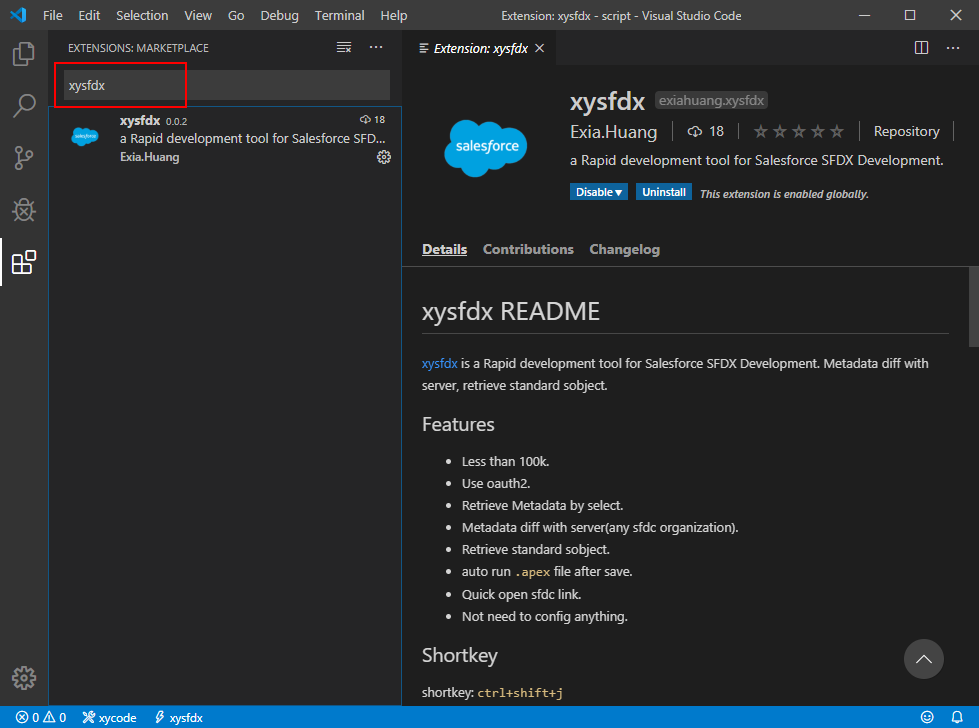 File Edit Selection View Go Debug Terminal Help Extension: xysfdx - script - Visual Studio Code
EXTENSIONS: MARKETPLACE
xysfdx
xysfdx 0.0.2 18
a Rapid development tool for Salesforce SFD...
Exia.Huang
salesforce
Extension: xysfdx
salesforce
xysfdx exiahuang.xysfdx
Exia.Huang 18 Repository
a Rapid development tool for Salesforce SFDX Development.
Disable Uninstall This extension is enabled globally.
Details Contributions Changelog
xysfdx README
xysfdx is a Rapid development tool for Salesforce SFDX Development. Metadata diff with
server, retrieve standard sobject.
Features
Less than 100k.
Use oauth2.
Retrieve Metadata by select.
Metadata diff with server(any sfdc organization).
Retrieve standard sobject.
auto run .apex file after save.
Quick open sfdc link.
Not need to config anything.
Shortkey
shortkey: ctrl+shift+j
0 0 xycode xysfdx